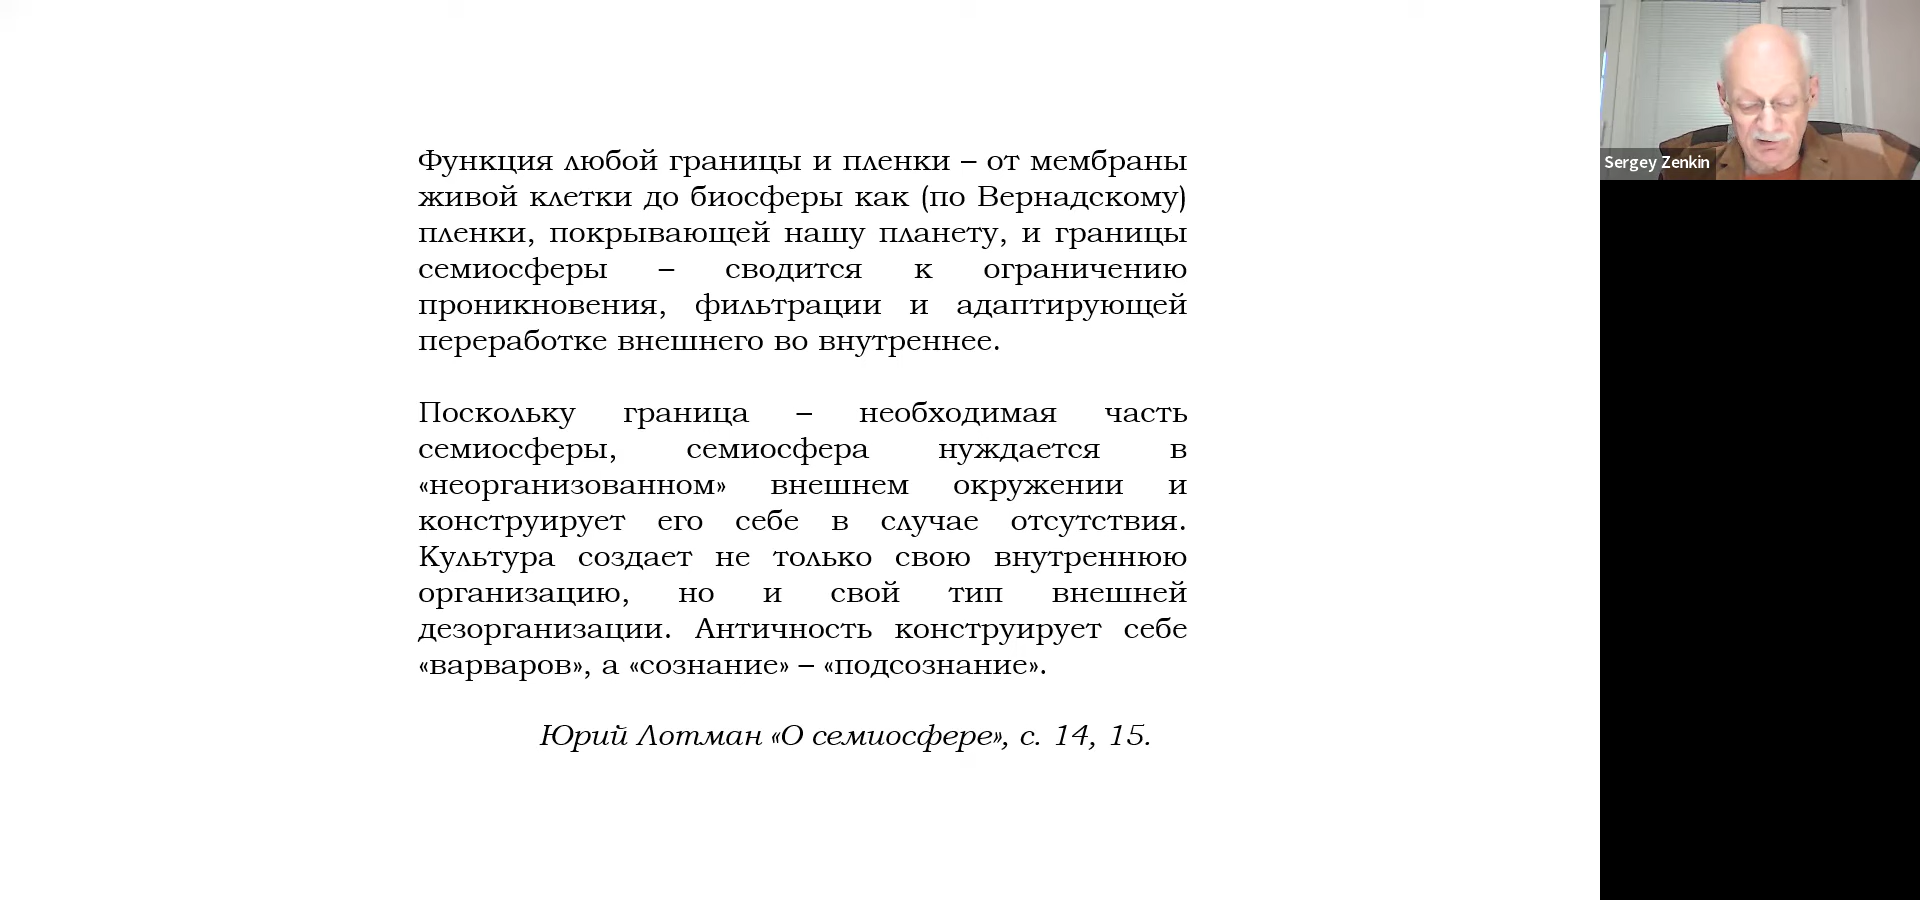 Функция любой границы и пленки – от мембраны
живой клетки до биосферы как (по Вернадскому)
пленки, покрывающей нашу планету, и границы
семиосферы – сводится к ограничению
проникновения, фильтрации и адаптирующей
переработке внешнего во внутреннее.
Поскольку граница – необходимая часть
семиосферы, семиосфера нуждается в
«неорганизованном» внешнем окружении и
конструирует его себе в случае отсутствия.
Культура создает не только свою внутреннюю
организацию, но и свой тип внешней
дезорганизации. Античность конструирует себе
«варваров», а «сознание» – «подсознание».
Юрий Лотман «О семиосфере», с. 14, 15.
Sergey Zenkin